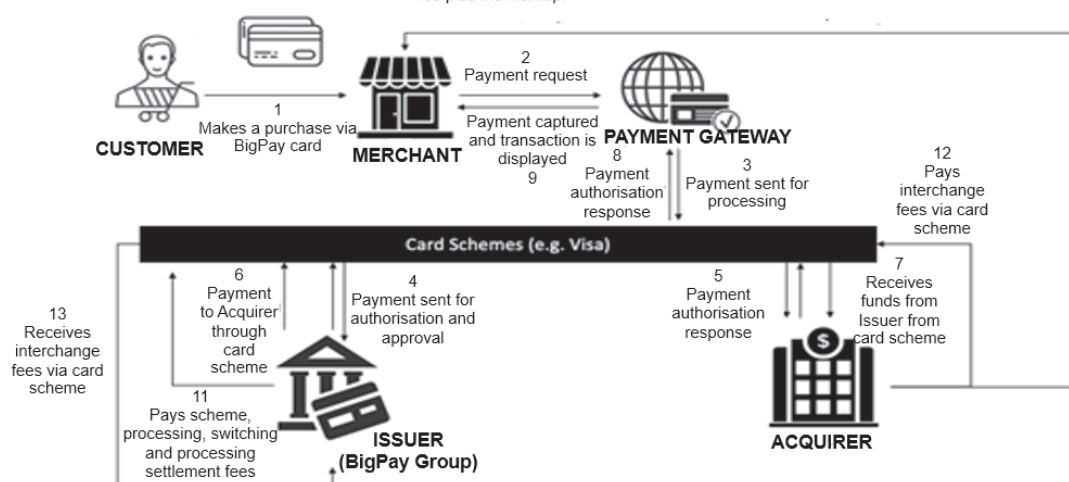 fee plus the markup.
2
Payment request
1
Makes a purchase via
BigPay card
CUSTOMER
MERCHANT
Payment captured
and transaction is
displayed
9
PAYMENT GATEWAY
8
Payment
authorisation
response
3
Payment sent for
processing
12
Pays
interchange
fees via card
scheme
Card Schemes (e.g. Visa)
13
Receives
interchange
fees via card
scheme
6
Payment
to Acquirer
through
card
scheme
4
Payment sent for
authorisation and
approval
5
Payment
authorisation
response
7
Receives
funds from
Issuer from
card scheme
$
11
Pays scheme,
processing, switching
and processing
settlement fees
ISSUER
(BigPay Group)
ACQUIRER